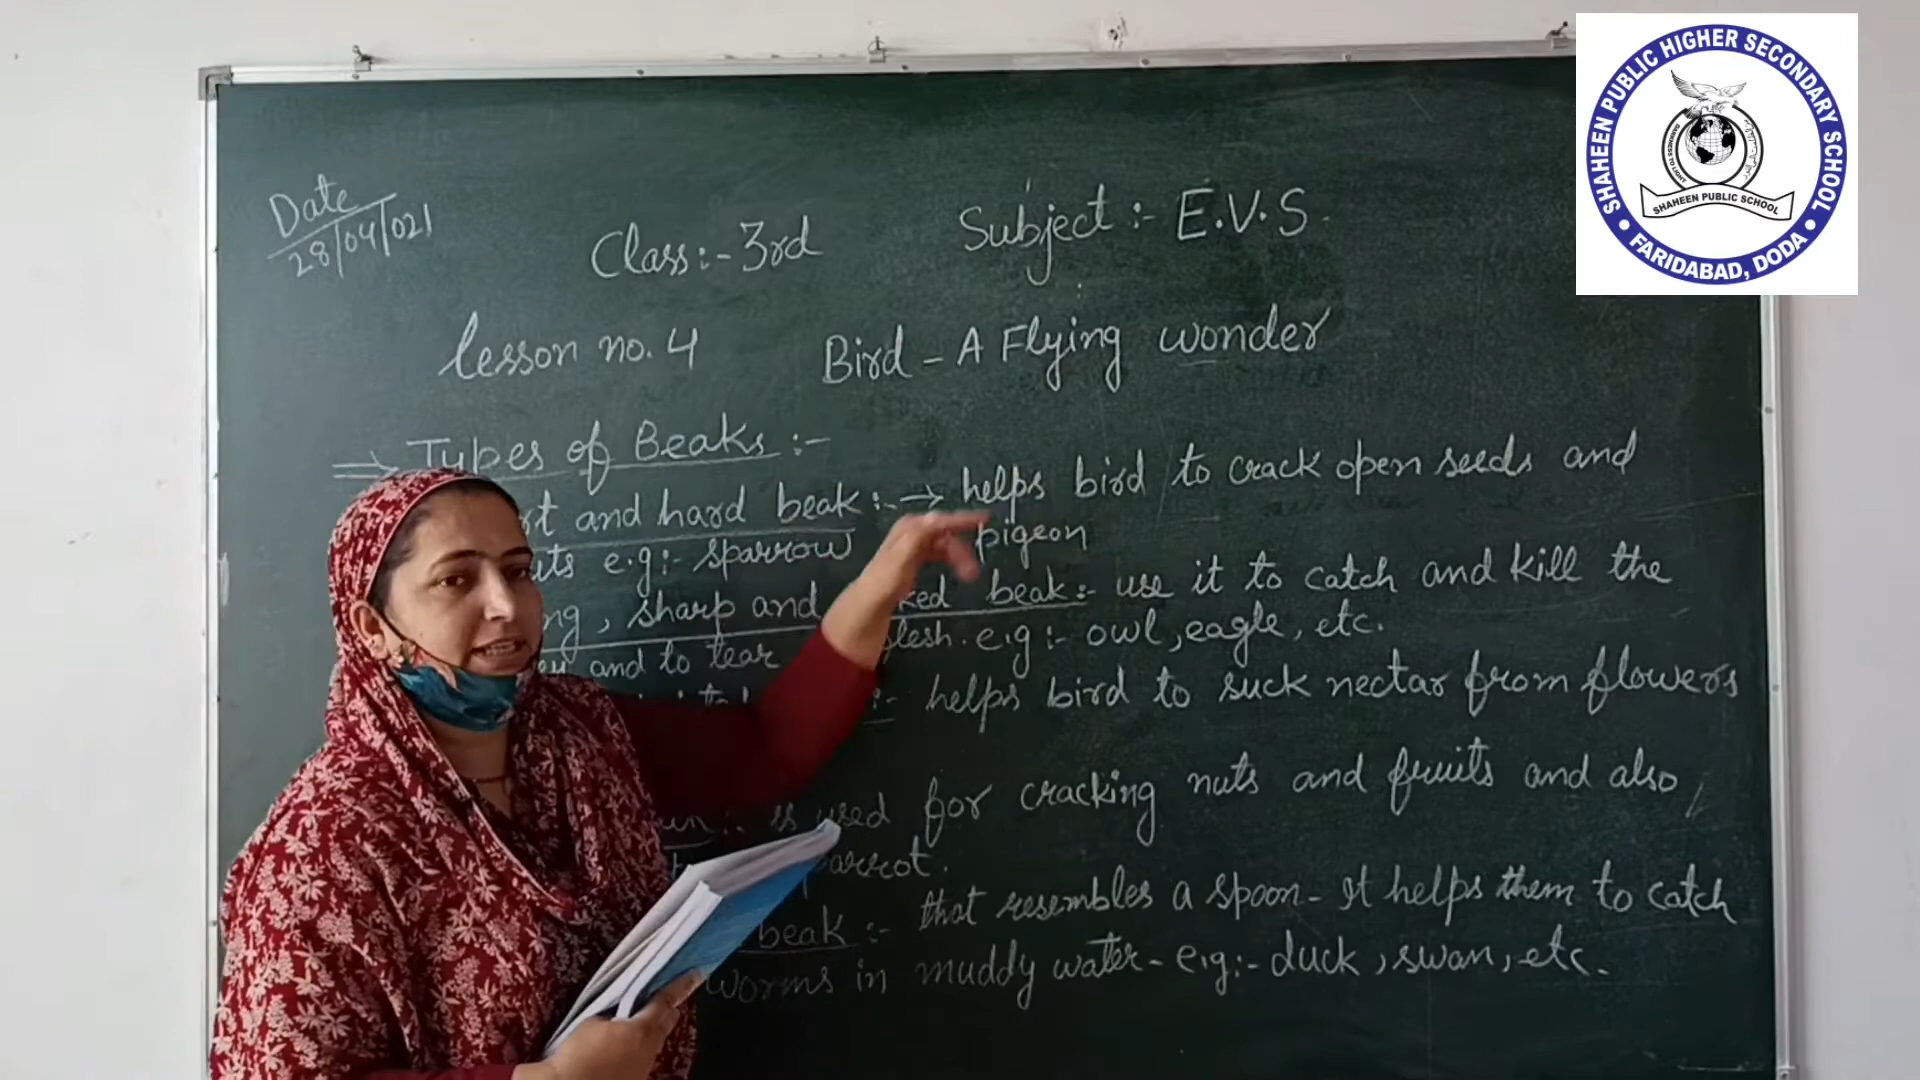 Date
28/04/021
Class:- 3rd
Subject:- E.V.S.
lesson no. 4
Bird - A Flying wonder
Types of Beaks :-
and hard beak :- → helps bird to crack open seeds and
e.g:- sparrow pigeon
, sharp and beak :- use it to catch and kill the
and to tear flesh. e.g :- owl, eagle, etc.
:- helps bird to suck nectar from flowers
is used for cracking nuts and fruits and also
parrot.
beak :- that resembles a spoon - It helps them to catch
worms in muddy water - e.g:- duck, swan, etc.
SHAHEEN PUBLIC HIGHER SECONDARY SCHOOL
DARKNESS TO LIGHT
SHAHEEN PUBLIC SCHOOL
FARIDABAD, DODA